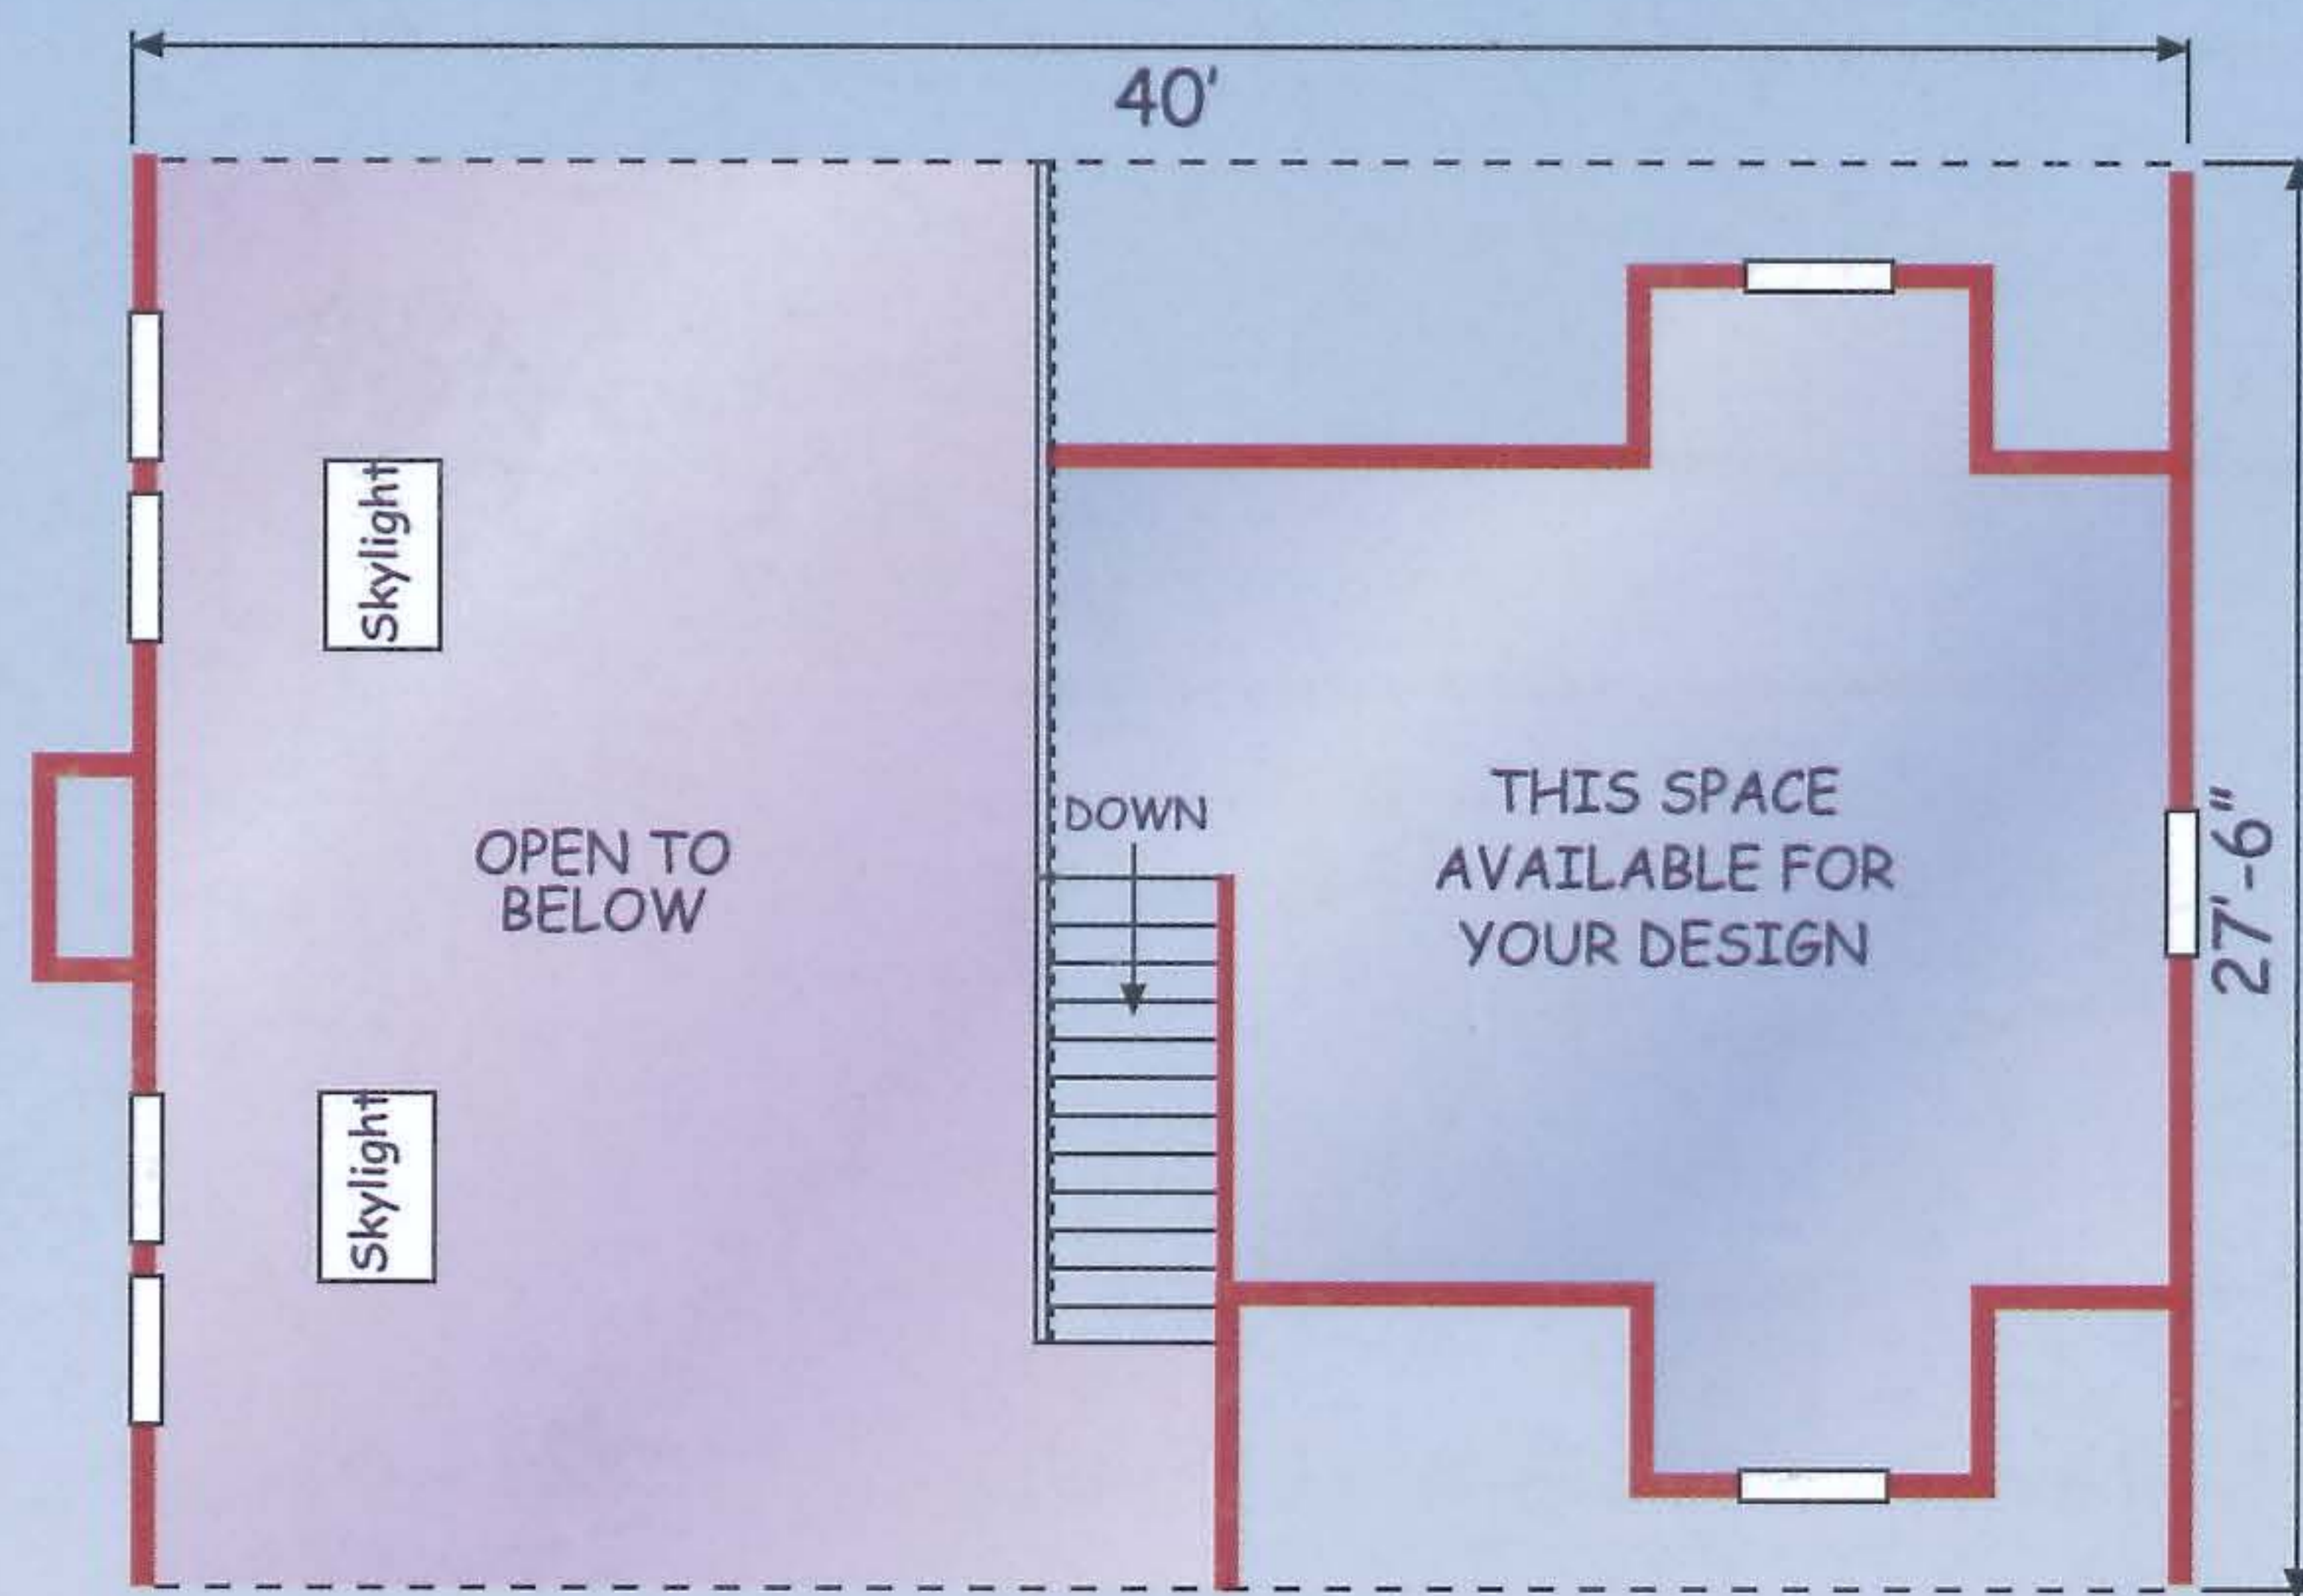 40'
Skylight
OPEN TO
BELOW
DOWN
THIS SPACE
AVAILABLE FOR
YOUR DESIGN
27'-6"
Skylight